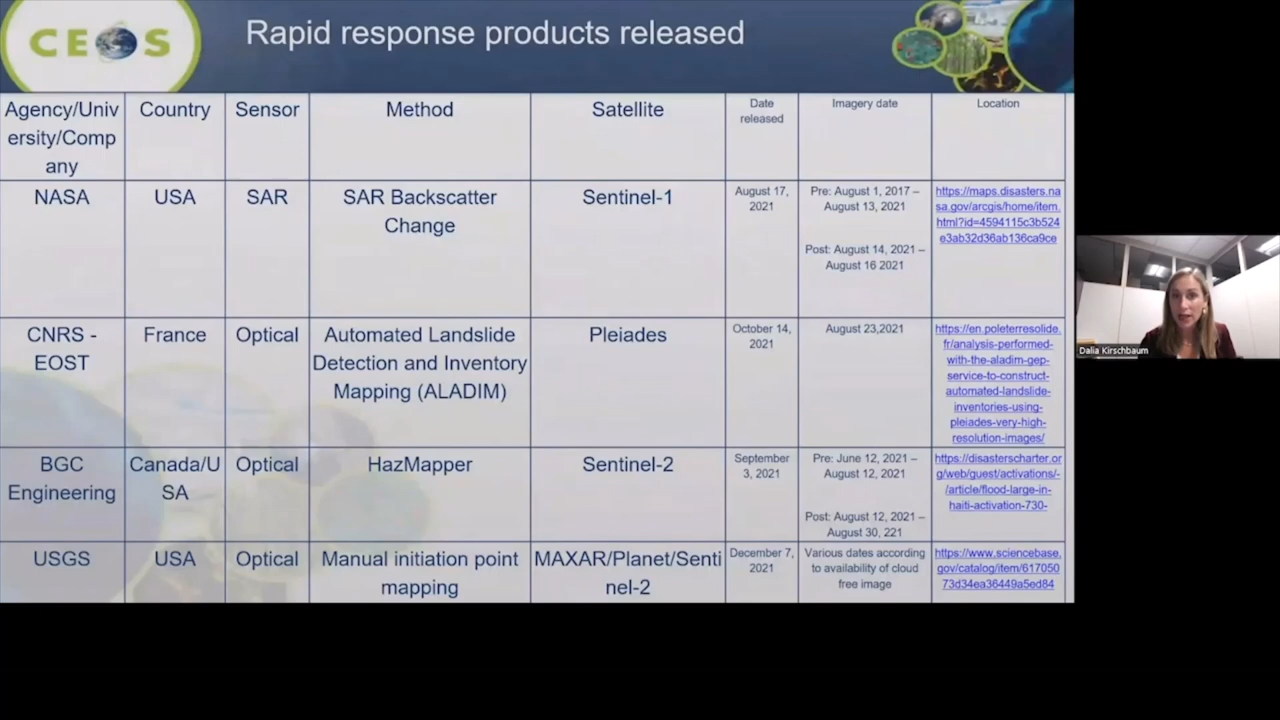 CEOS
Rapid response products released
Agency/Univ
ersity/Comp
any
Country
Sensor
Method
Satellite
Date
released
Imagery date
Location
NASA
USA
SAR
SAR Backscatter
Change
Sentinel-1
August 17,
2021
Pre: August 1, 2017 –
August 13, 2021
Post: August 14, 2021 –
August 16 2021
https://maps.disasters.na
sa.gov/arcgis/home/item.
html?id=4594115c3b524
e3ab32d36ab136ca9ce
CNRS -
EOST
France
Optical
Automated Landslide
Detection and Inventory
Mapping (ALADIM)
Pleiades
October 14,
2021
August 23,2021
https://en.poleterresolide.
fr/analysis-performed-
with-the-aladim-gep-
service-to-construct-
automated-landslide-
inventories-using-
pleiades-very-high-
resolution-images/
BGC
Engineering
Canada/U
SA
Optical
HazMapper
Sentinel-2
September
3, 2021
Pre: June 12, 2021 –
August 12, 2021
Post: August 12, 2021 –
August 30, 221
https://disasterscharter.or
g/web/guest/activations/-
/article/flood-large-in-
haiti-activation-730-
USGS
USA
Optical
Manual initiation point
mapping
MAXAR/Planet/Senti
nel-2
December 7,
2021
Various dates according
to availability of cloud
free image
https://www.sciencebase.
gov/catalog/item/617050
73d34ea36449a5ed84
Dalia Kirschbaum